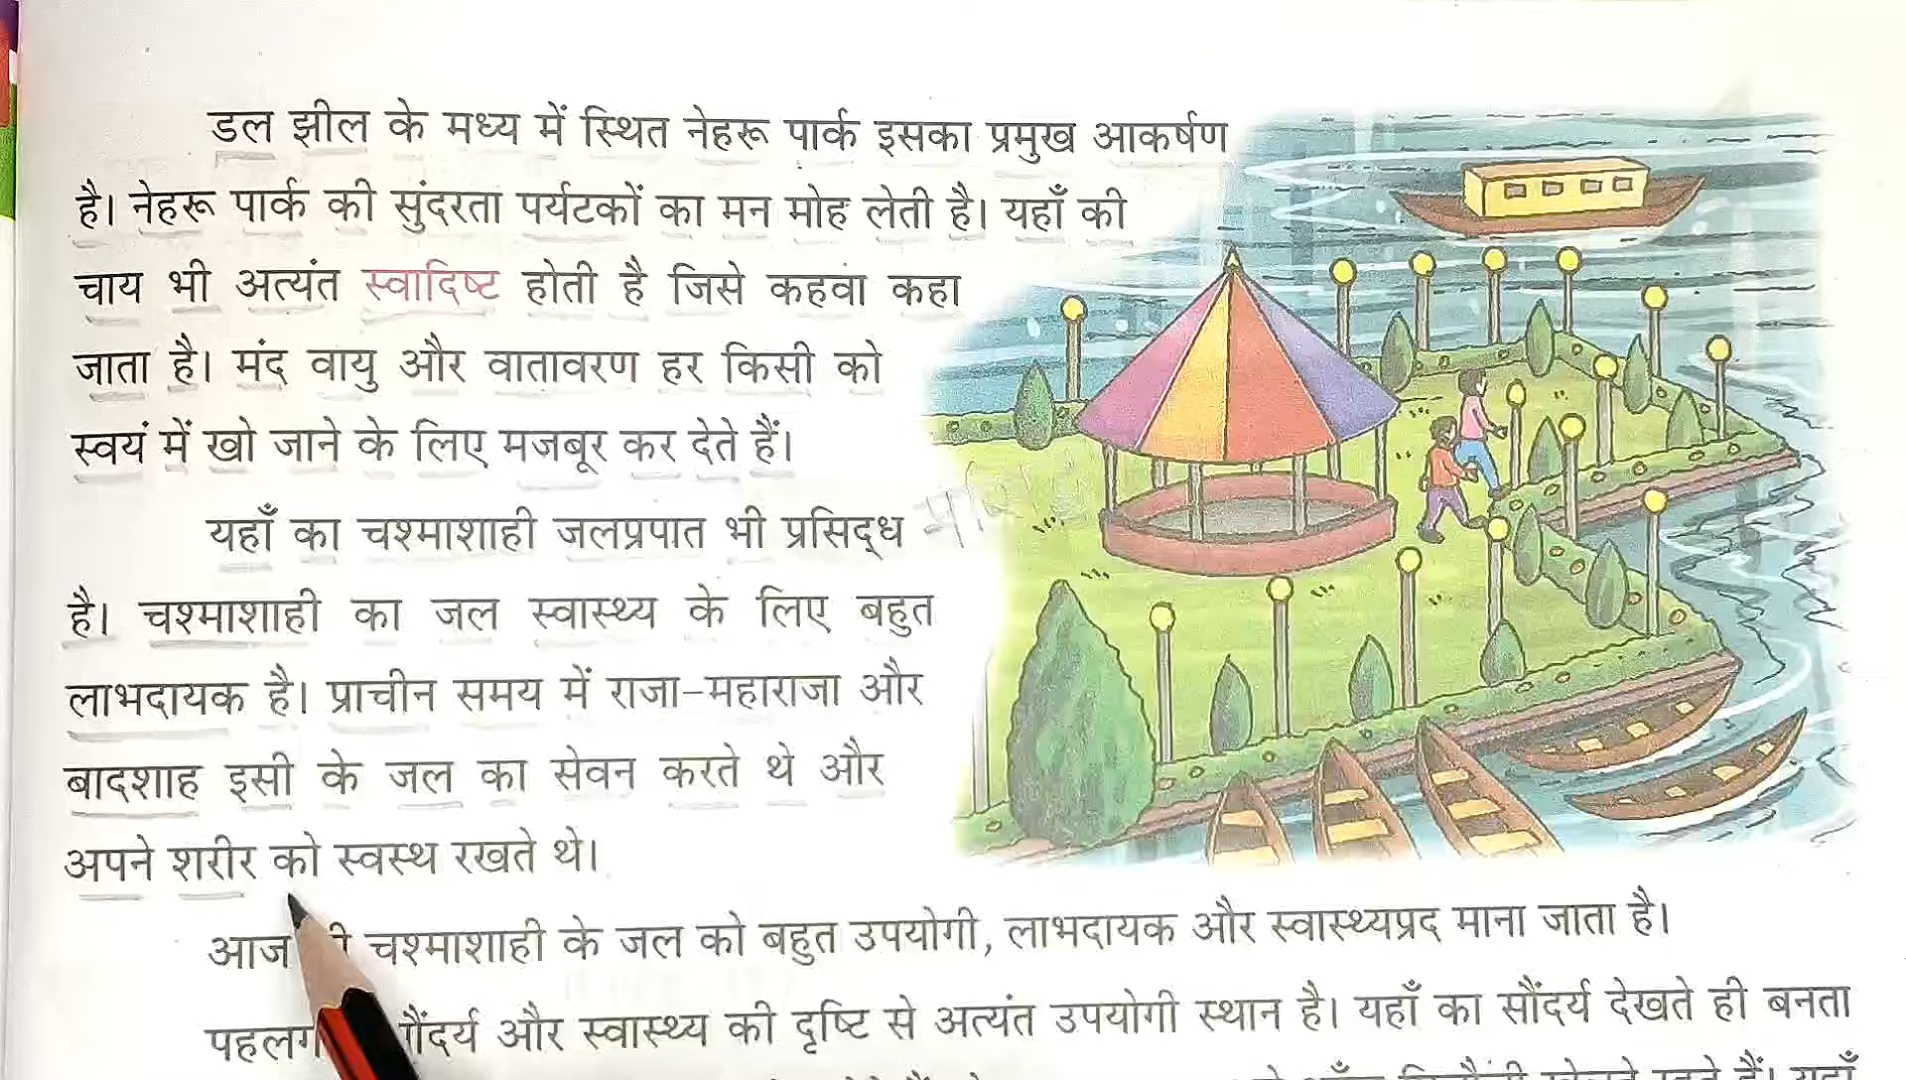 डल झील के मध्य में स्थित नेहरू पार्क इसका प्रमुख आकर्षण
है। नेहरू पार्क की सुंदरता पर्यटकों का मन मोह लेती है। यहाँ की
चाय भी अत्यंत स्वादिष्ट होती है जिसे कहवा कहा
जाता है। मंद वायु और वातावरण हर किसी को
स्वयं में खो जाने के लिए मजबूर कर देते हैं।
यहाँ का चश्माशाही जलप्रपात भी प्रसिद्ध
है। चश्माशाही का जल स्वास्थ्य के लिए बहुत
लाभदायक है। प्राचीन समय में राजा-महाराजा और
बादशाह इसी के जल का सेवन करते थे और
अपने शरीर को स्वस्थ रखते थे।
आज चश्माशाही के जल को बहुत उपयोगी, लाभदायक और स्वास्थ्यप्रद माना जाता है।
और स्वास्थ्य की दृष्टि से अत्यंत उपयोगी स्थान है। यहाँ का सौंदर्य देखते ही बनता